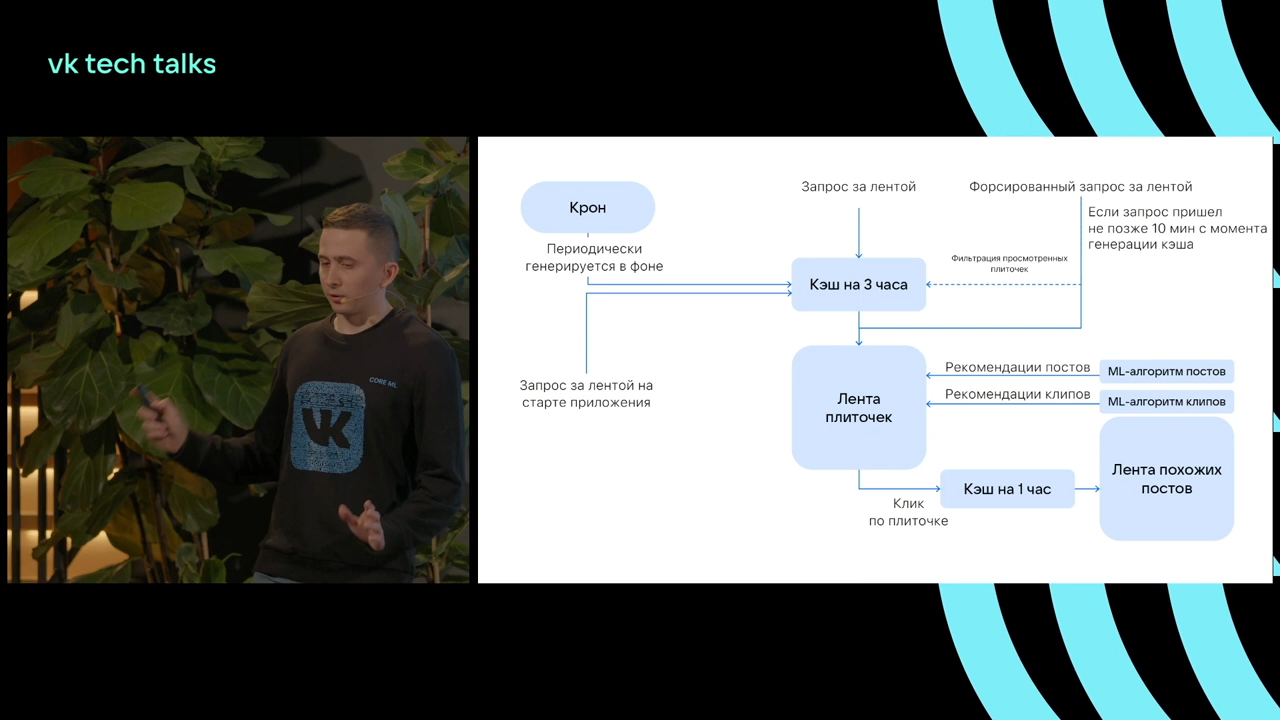 vk tech talks
CORE ML
VK
Крон
Периодически
генерируется в фоне
Запрос за лентой на
старте приложения
Запрос за лентой
Форсированный запрос за лентой
Если запрос пришел
не позже 10 мин с момента
генерации кэша
Фильтрация просмотренных
плиточек
Кэш на 3 часа
Лента
плиточек
Рекомендации постов
ML-алгоритм постов
Рекомендации клипов
ML-алгоритм клипов
Лента похожих
постов
Кэш на 1 час
Клик
по плиточке